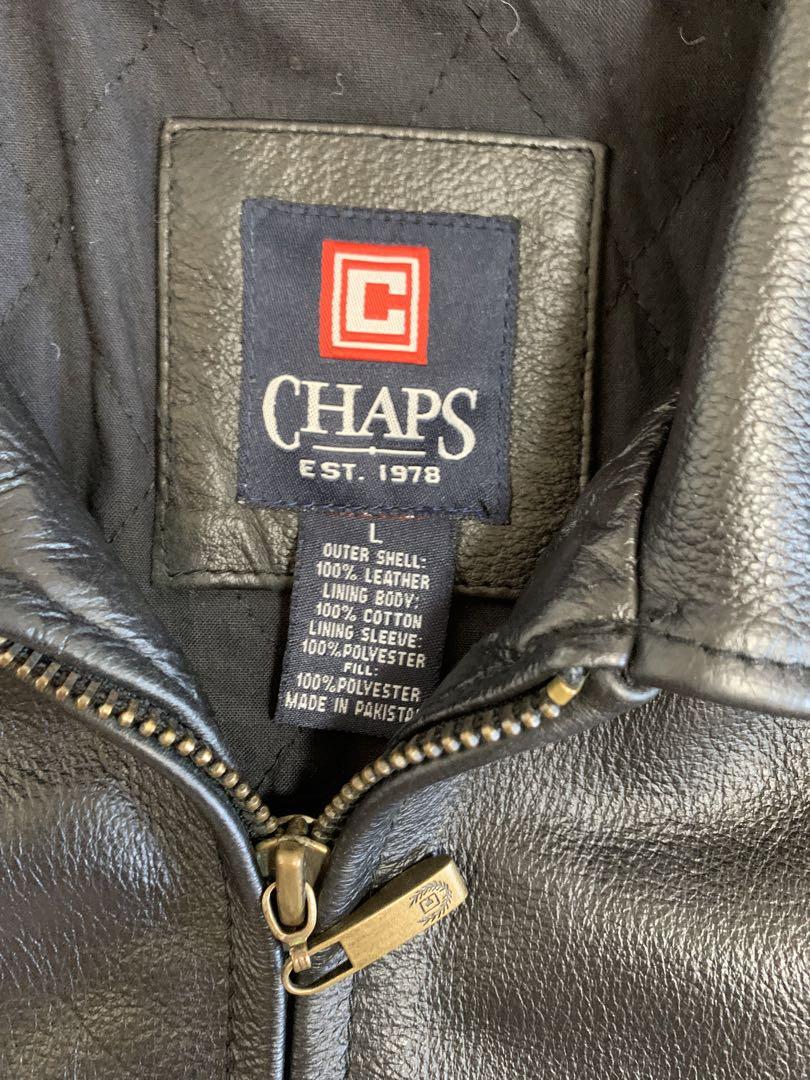 C
CHAPS
EST. 1978
L
OUTER SHELL:
100% LEATHER
LINING BODY:
100% COTTON
LINING SLEEVE:
100%POLYESTER
FILL:
100%POLYESTER
MADE IN PAKISTA